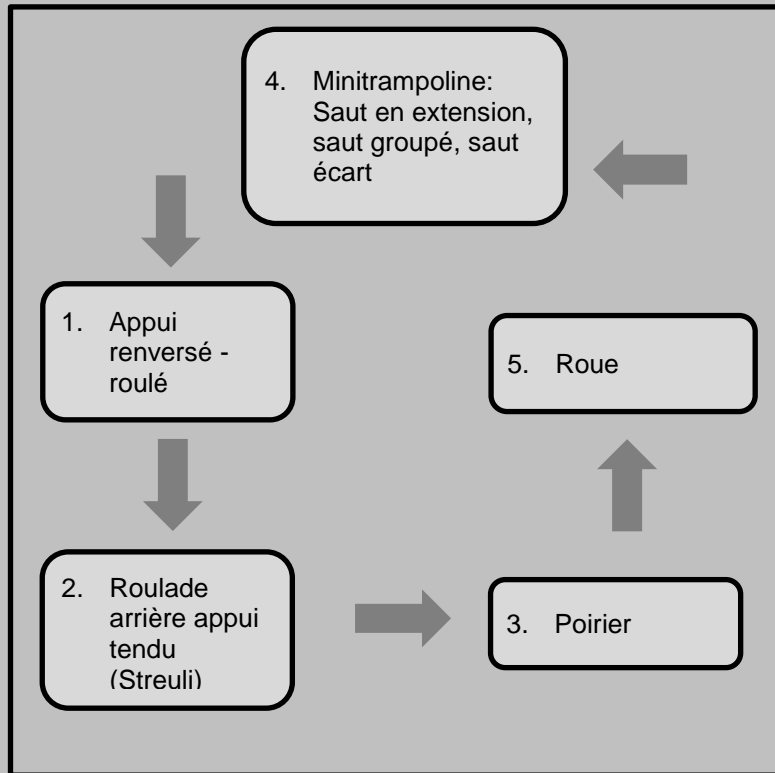 4. Minitrampoline:
Saut en extension,
saut groupé, saut
écart
1. Appui
renversé -
roulé
5. Roue
2. Roulade
arrière appui
tendu
(Streuli)
3. Poirier